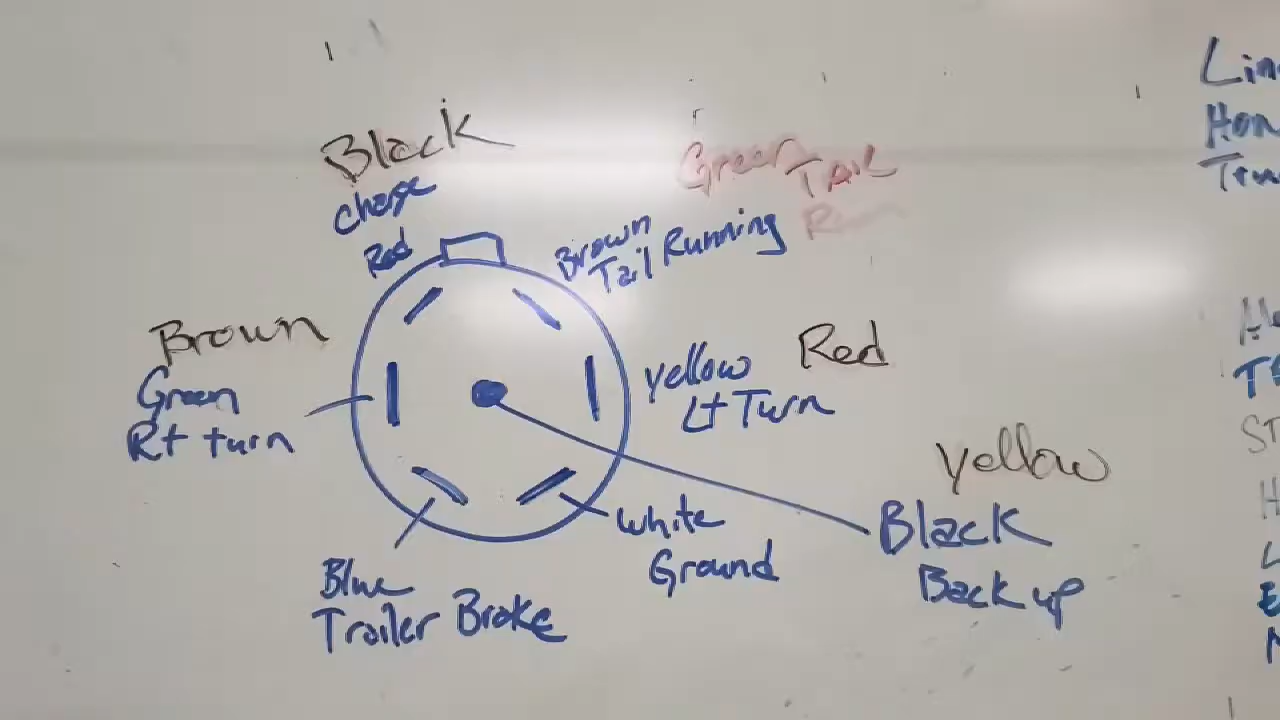 Black
Charge
Red
Green Tail
Brown
Tail Running
Brown
Green
Rt turn
Yellow
Lt Turn
Red
Yellow
Black
Back up
White
Ground
Blue
Trailer Brake